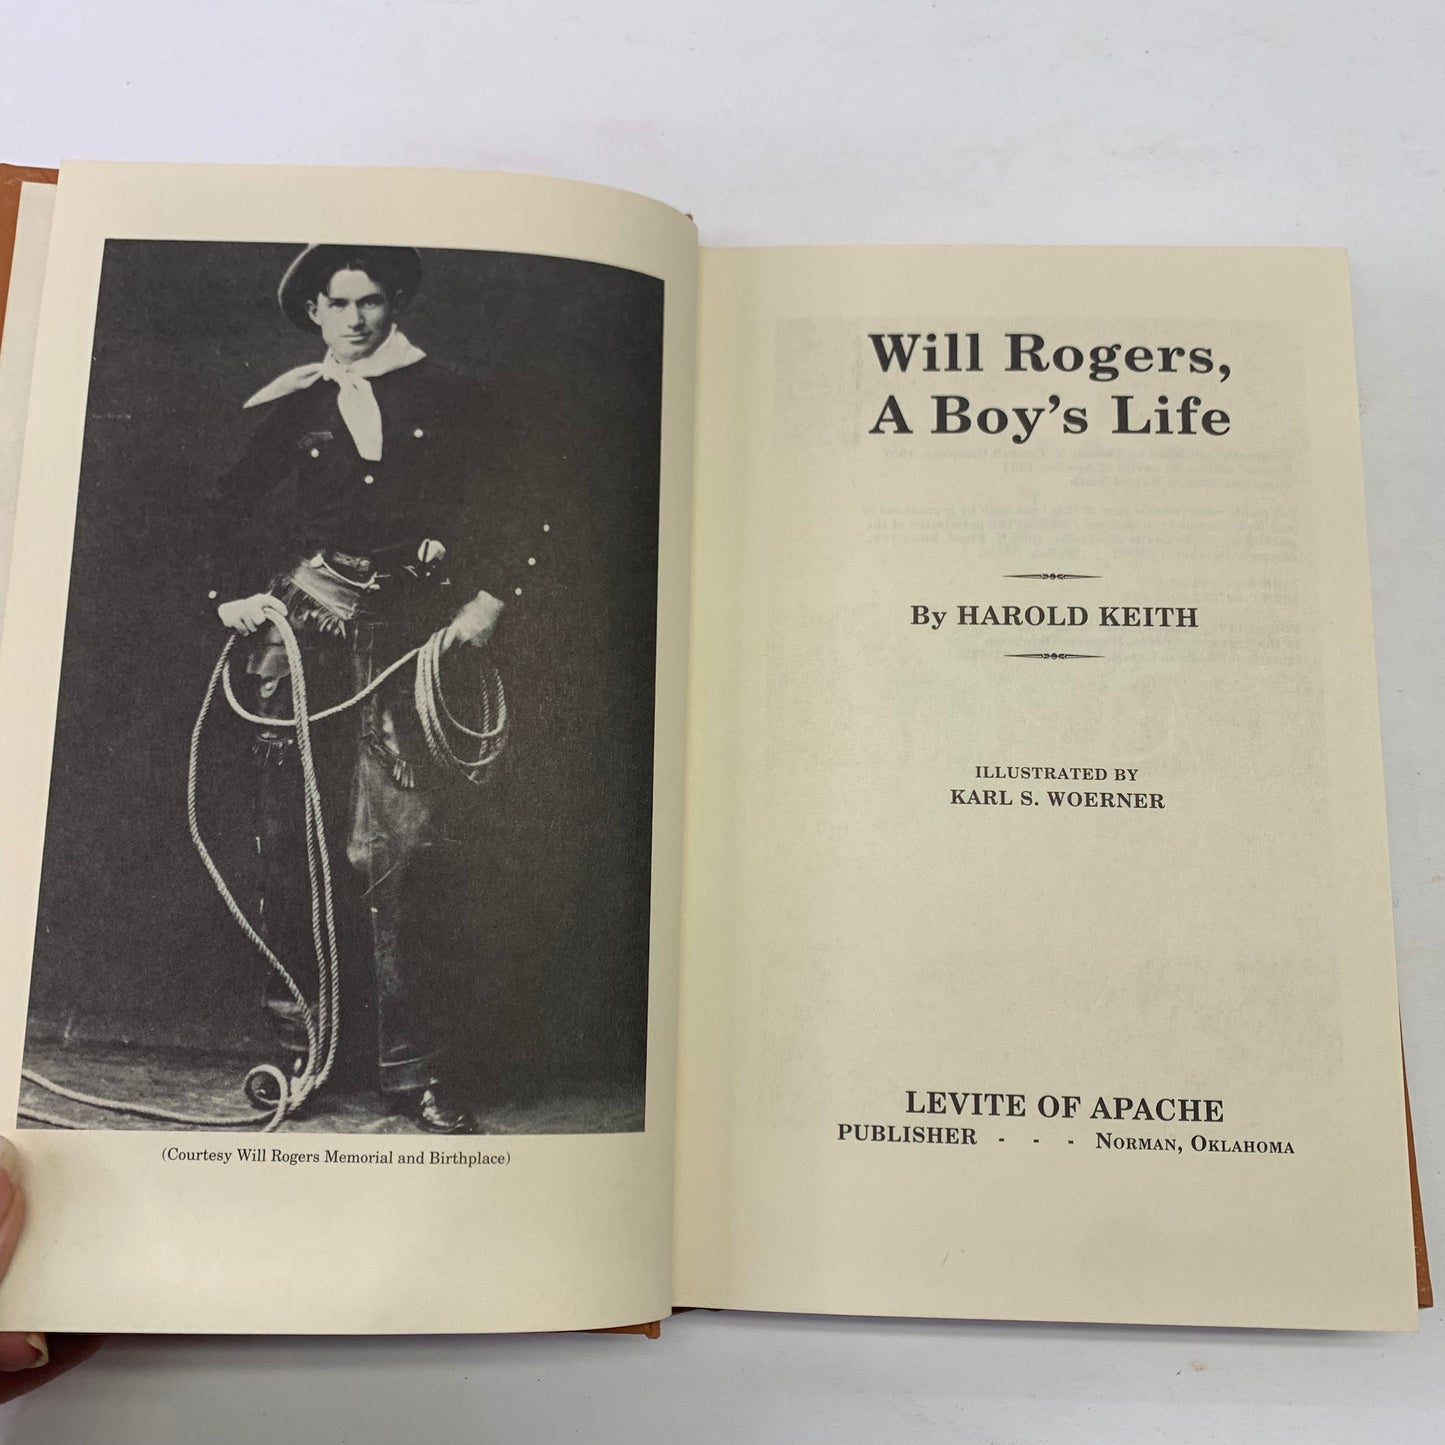 (Courtesy Will Rogers Memorial and Birthplace)
Will Rogers,
A Boy's Life
By HAROLD KEITH
ILLUSTRATED BY
KARL S. WOERNER
LEVITE OF APACHE
PUBLISHER - - - NORMAN, OKLAHOMA